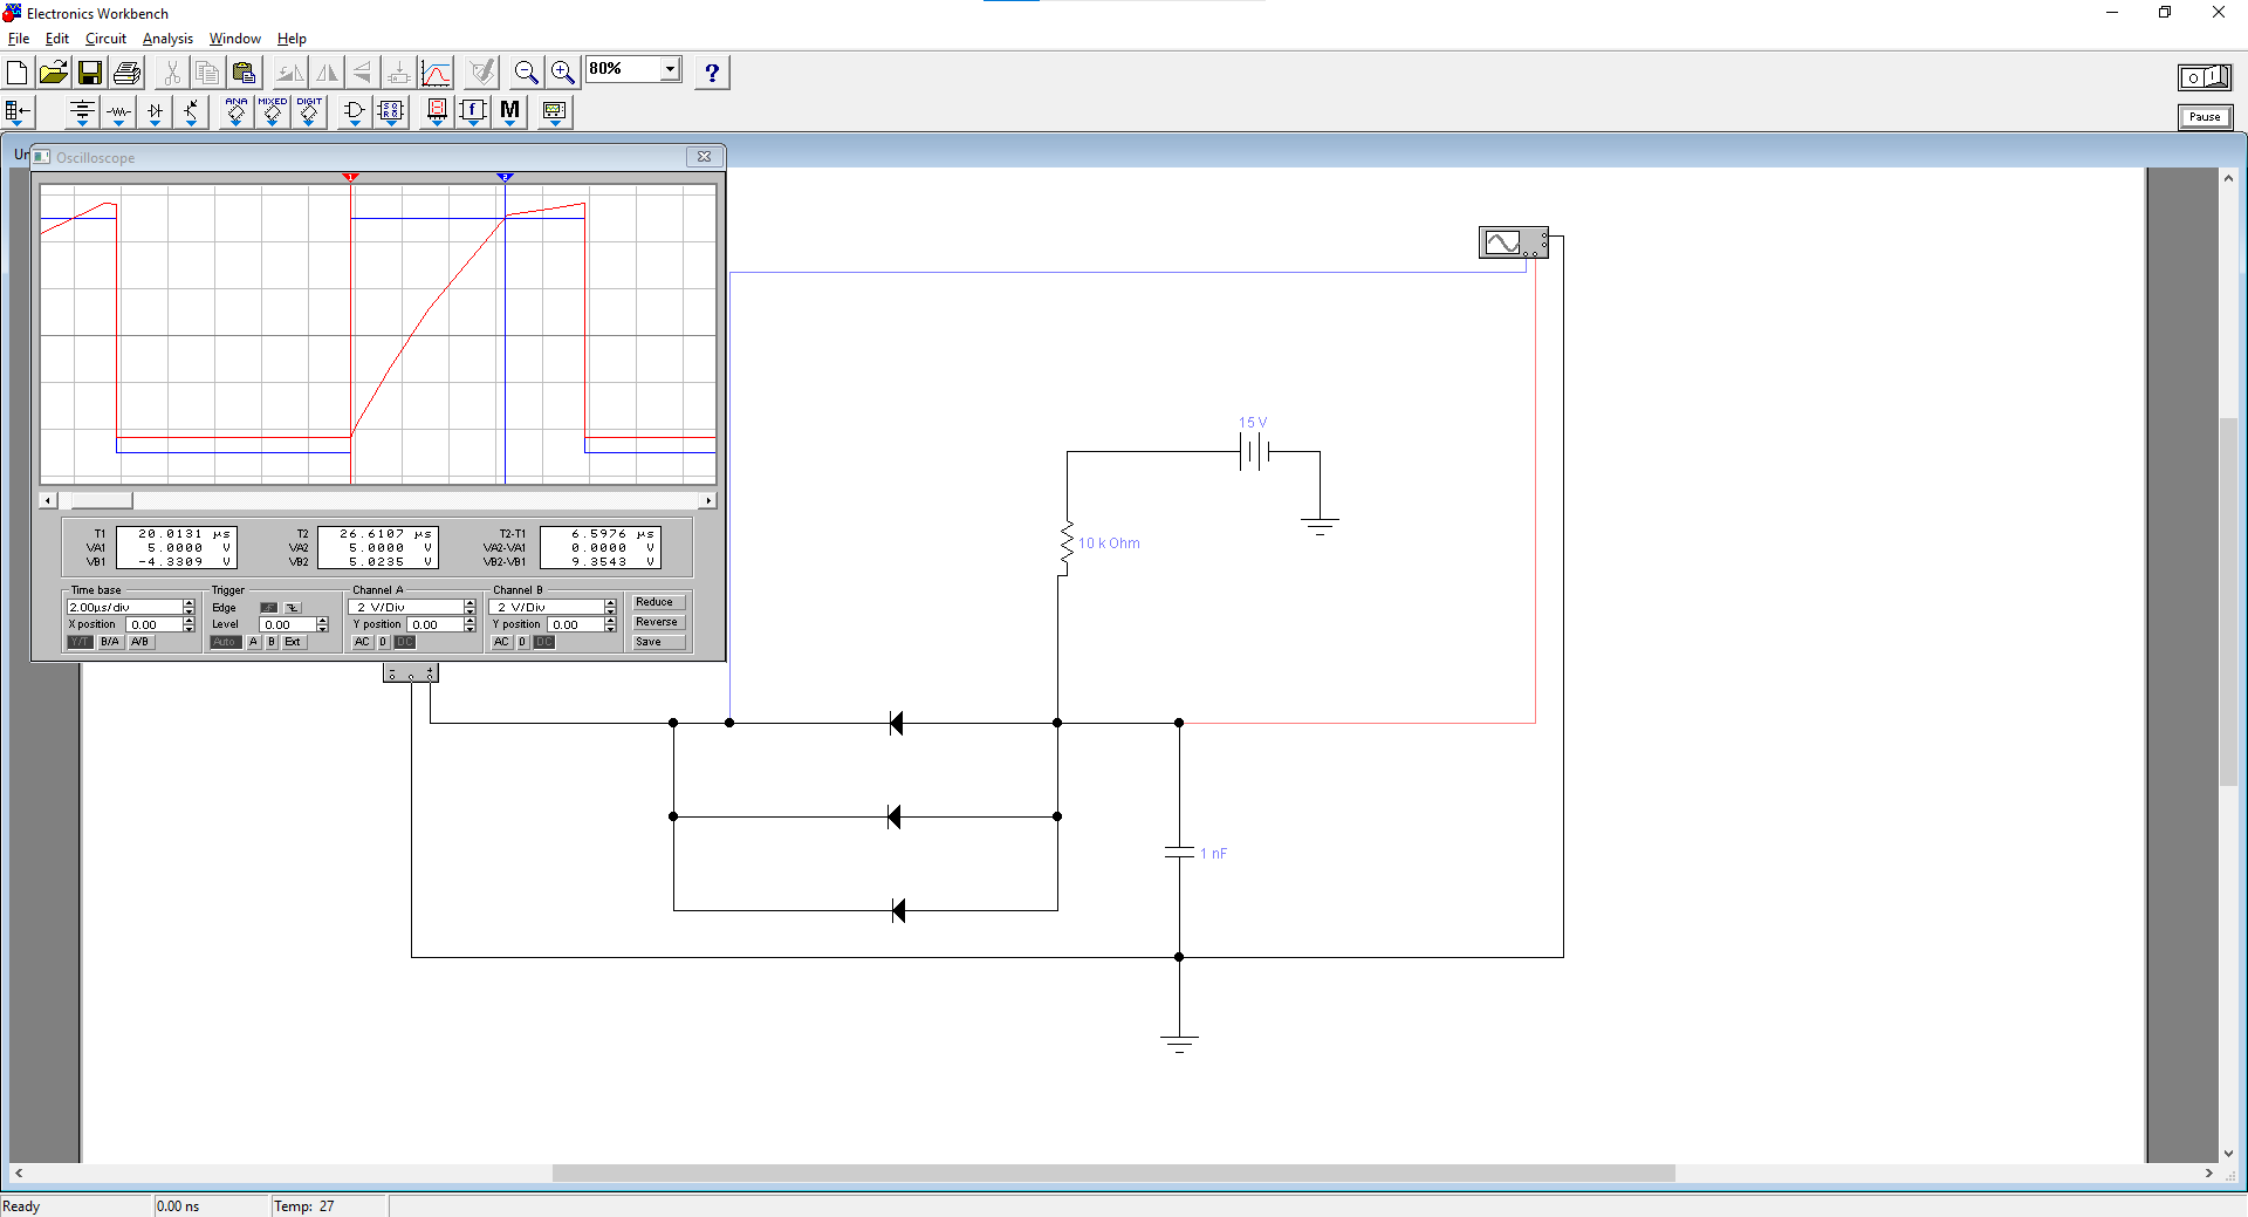 Electronics Workbench
File Edit Circuit Analysis Window Help
80%
?
ANA MIXED DIGIT
M
Pause
Oscilloscope
1 2
T1 20.0131 µs T2 26.6107 µs T2-T1 6.5976 µs
VA1 5.0000 V VA2 5.0000 V VA2-VA1 0.0000 V
VB1 -4.3309 V VB2 5.0235 V VB2-VB1 9.3543 V
Time base Trigger Channel A Channel B
2.00µs/div Edge 2 V/Div 2 V/Div Reduce
X position 0.00 Level 0.00 Y position 0.00 Y position 0.00 Reverse
Y/T B/A A/B Auto A B Ext AC 0 DC AC 0 DC Save
15 V
10 k Ohm
1 nF
Ready 0.00 ns Temp: 27